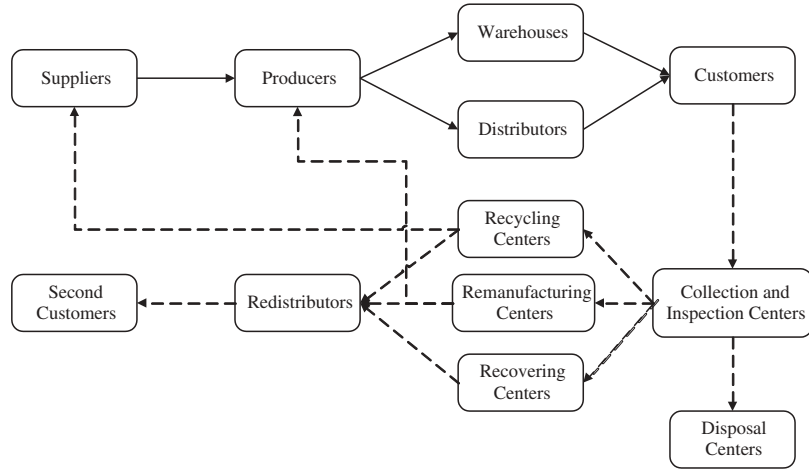 Warehouses
Suppliers
Producers
Customers
Distributors
Recycling
Centers
Second
Customers
Redistributors
Remanufacturing
Centers
Collection and
Inspection Centers
Recovering
Centers
Disposal
Centers